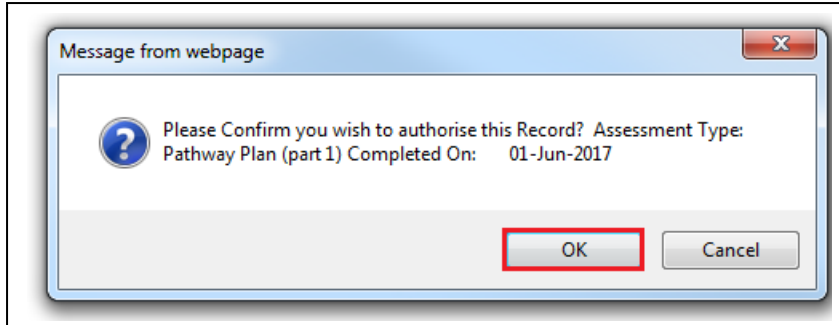 Message from webpage
Please Confirm you wish to authorise this Record? Assessment Type:
Pathway Plan (part 1) Completed On: 01-Jun-2017
OK
Cancel